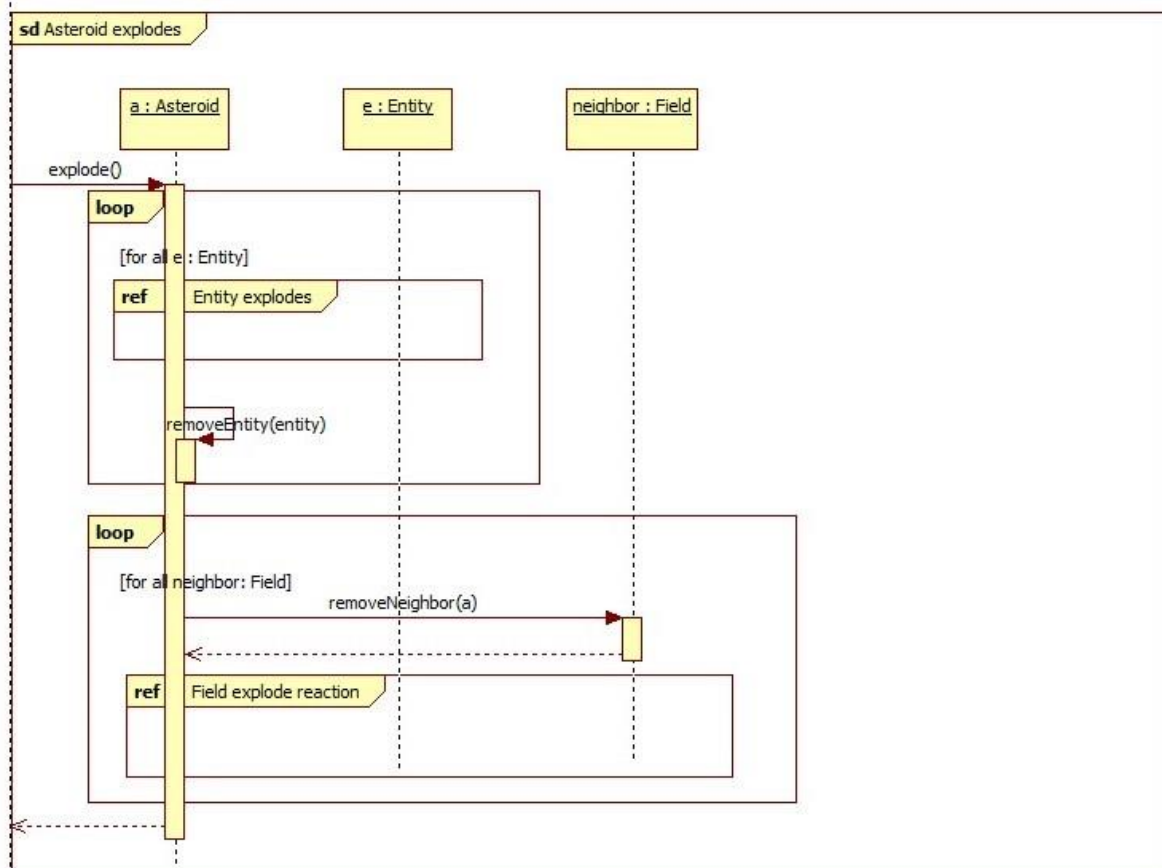 sd Asteroid explodes
a : Asteroid
e : Entity
neighbor : Field
explode()
loop
[for all e : Entity]
ref Entity explodes
removeEntity(entity)
loop
[for all neighbor: Field]
removeNeighbor(a)
ref Field explode reaction